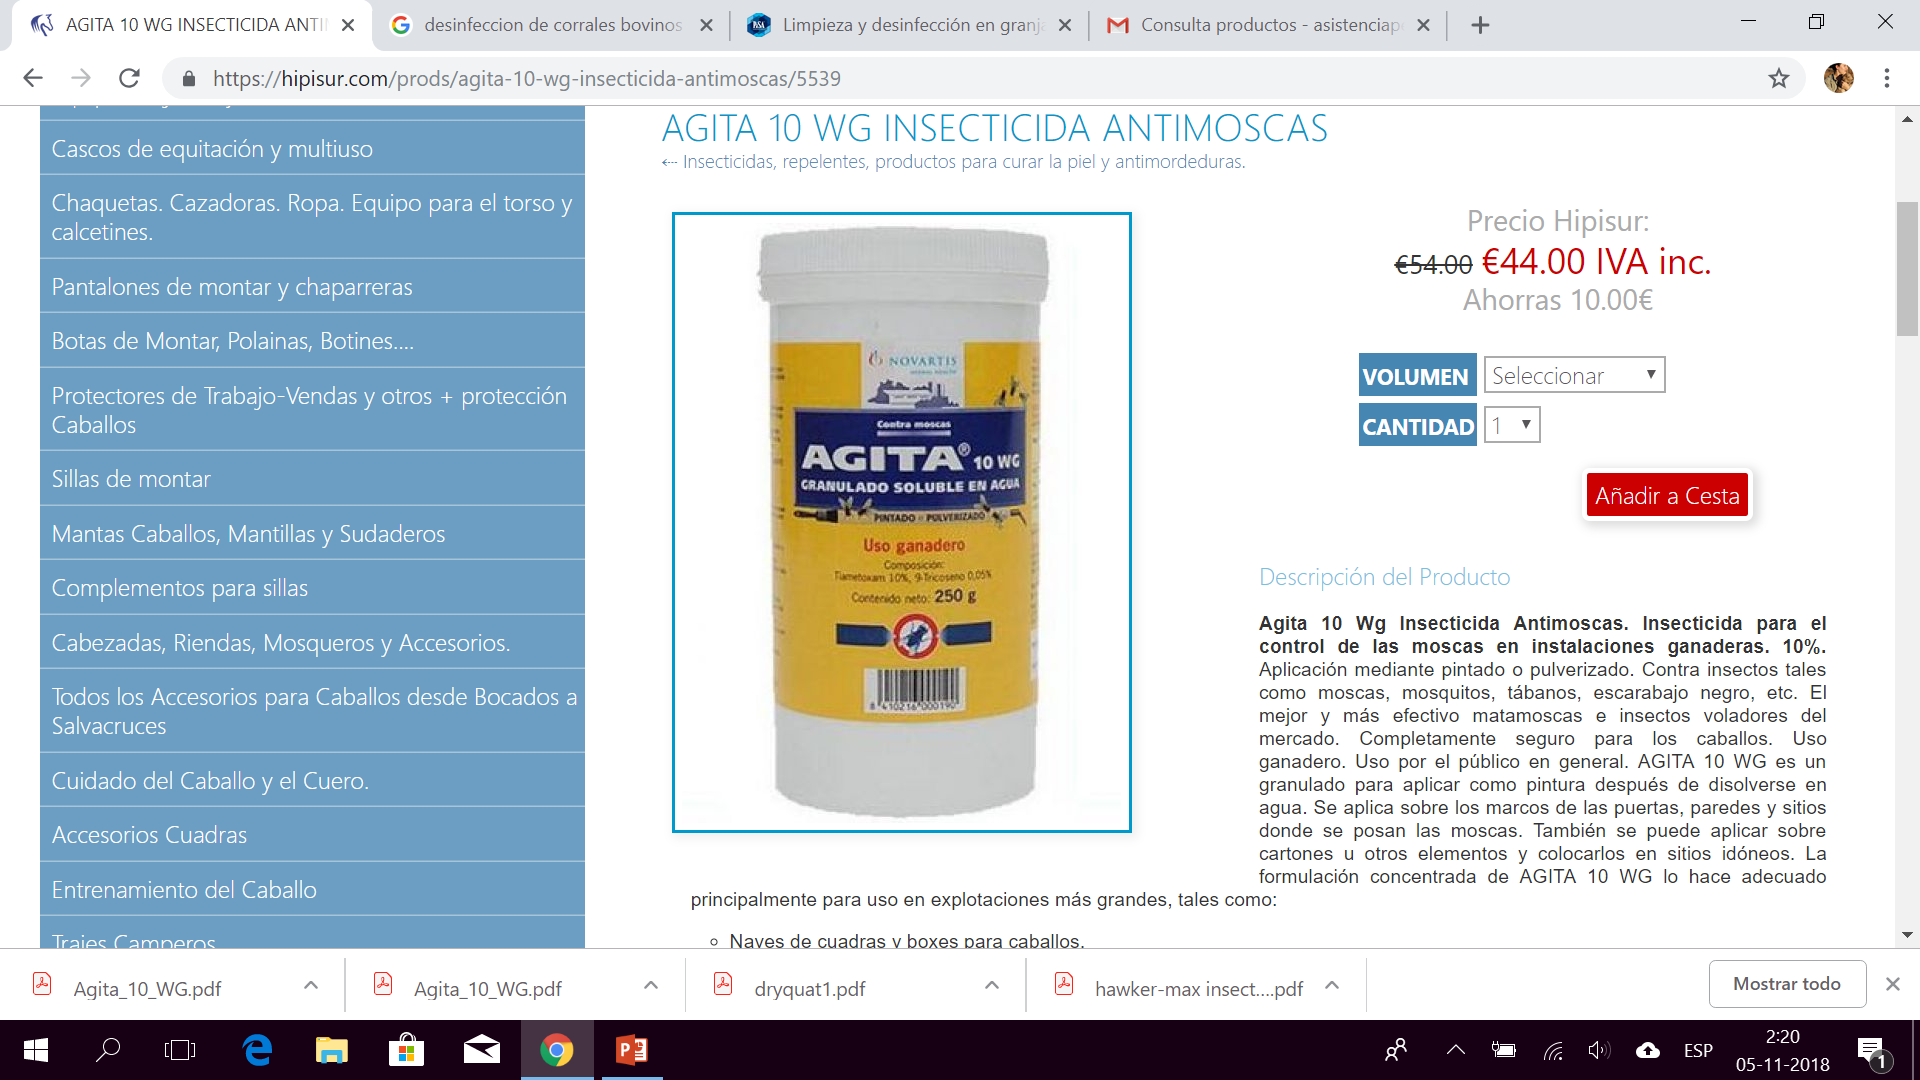 AGITA 10 WG INSECTICIDA ANTI
desinfeccion de corrales bovinos
Limpieza y desinfección en granja
Consulta productos - asistenciap
https://hipisur.com/prods/agita-10-wg-insecticida-antimoscas/5539
Cascos de equitación y multiuso
Chaquetas. Cazadoras. Ropa. Equipo para el torso y
calcetines.
Pantalones de montar y chaparreras
Botas de Montar, Polainas, Botines....
Protectores de Trabajo-Vendas y otros + protección
Caballos
Sillas de montar
Mantas Caballos, Mantillas y Sudaderos
Complementos para sillas
Cabezadas, Riendas, Mosqueros y Accesorios.
Todos los Accesorios para Caballos desde Bocados a
Salvacruces
Cuidado del Caballo y el Cuero.
Accesorios Cuadras
Entrenamiento del Caballo
Trajes Camperos
AGITA 10 WG INSECTICIDA ANTIMOSCAS
⇠ Insecticidas, repelentes, productos para curar la piel y antimordeduras.
NOVARTIS
Contra moscas
AGITA® 10 WG
GRANULADO SOLUBLE EN AGUA
PINTADO o PULVERIZADO
Uso ganadero
Composición:
Tiametoxam 10%, 9-Tricoseno 0,05%
Contenido neto: 250 g
8 410216 000190
Precio Hipisur:
€54.00 €44.00 IVA inc.
Ahorras 10.00€
VOLUMEN Seleccionar
CANTIDAD 1
Añadir a Cesta
Descripción del Producto
Agita 10 Wg Insecticida Antimoscas. Insecticida para el
control de las moscas en instalaciones ganaderas. 10%.
Aplicación mediante pintado o pulverizado. Contra insectos tales
como moscas, mosquitos, tábanos, escarabajo negro, etc. El
mejor y más efectivo matamoscas e insectos voladores del
mercado. Completamente seguro para los caballos. Uso
ganadero. Uso por el público en general. AGITA 10 WG es un
granulado para aplicar como pintura después de disolverse en
agua. Se aplica sobre los marcos de las puertas, paredes y sitios
donde se posan las moscas. También se puede aplicar sobre
cartones u otros elementos y colocarlos en sitios idóneos. La
formulación concentrada de AGITA 10 WG lo hace adecuado
principalmente para uso en explotaciones más grandes, tales como:
Naves de cuadras y boxes para caballos.
Agita_10_WG.pdf
Agita_10_WG.pdf
dryquat1.pdf
hawker-max insect....pdf
Mostrar todo
ESP
2:20
05-11-2018
1